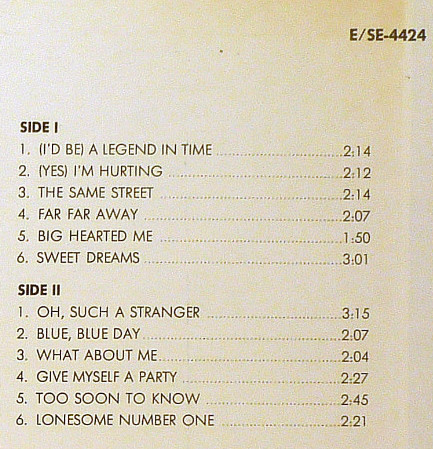 E/SE-4424
SIDE I
1. (I'D BE) A LEGEND IN TIME ........ 2:14
2. (YES) I'M HURTING ........ 2:12
3. THE SAME STREET ........ 2:14
4. FAR FAR AWAY ........ 2:07
5. BIG HEARTED ME ........ 1:50
6. SWEET DREAMS ........ 3:01
SIDE II
1. OH, SUCH A STRANGER ........ 3:15
2. BLUE, BLUE DAY ........ 2:07
3. WHAT ABOUT ME ........ 2:04
4. GIVE MYSELF A PARTY ........ 2:27
5. TOO SOON TO KNOW ........ 2:45
6. LONESOME NUMBER ONE ........ 2:21